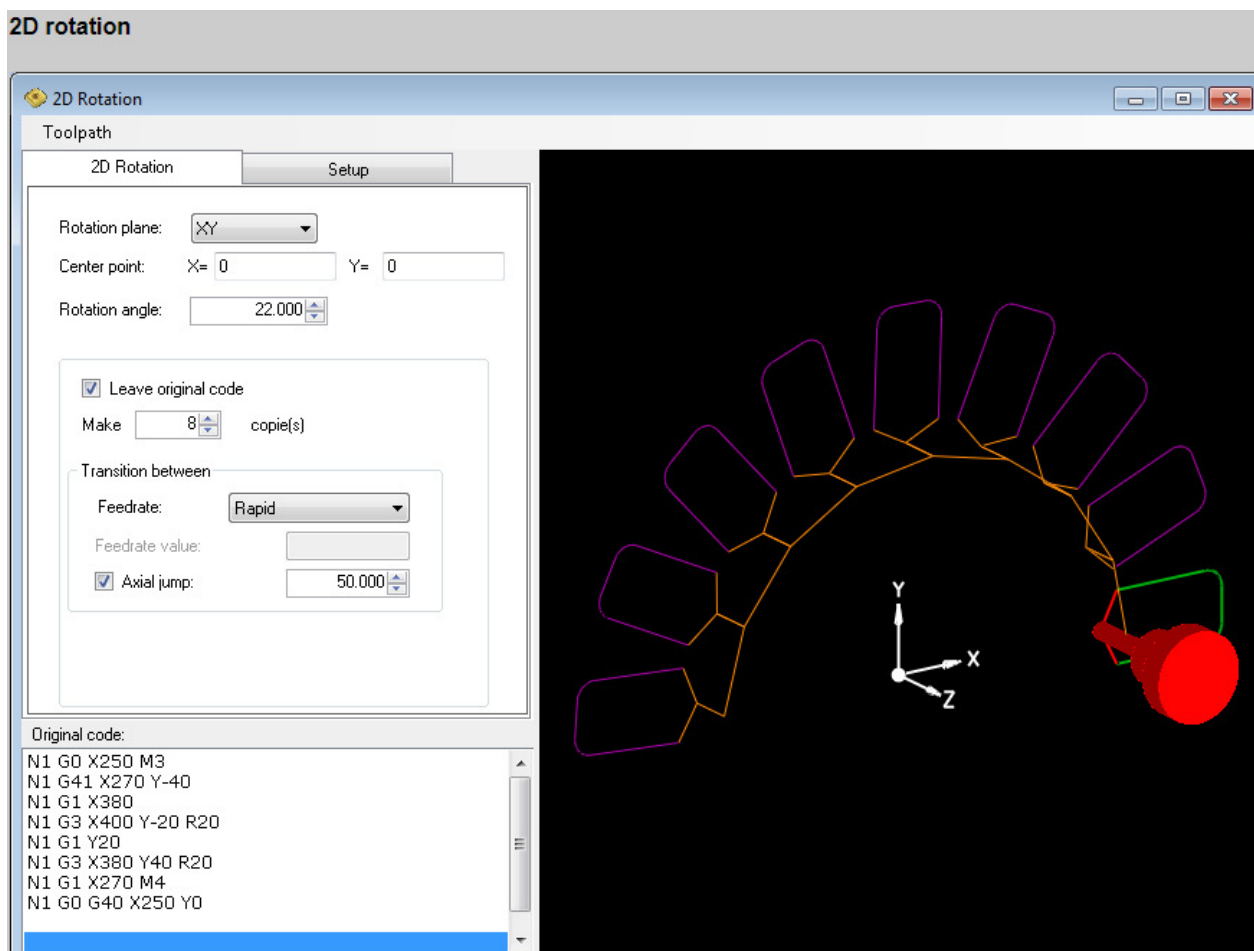 2D rotation
2D Rotation
Toolpath
2D Rotation Setup
Rotation plane: XY
Center point: X= 0 Y= 0
Rotation angle: 22.000
Leave original code
Make 8 copie(s)
Transition between
Feedrate: Rapid
Feedrate value:
Axial jump: 50.000
Y
X
Z
Original code:
N1 G0 X250 M3
N1 G41 X270 Y-40
N1 G1 X380
N1 G3 X400 Y-20 R20
N1 G1 Y20
N1 G3 X380 Y40 R20
N1 G1 X270 M4
N1 G0 G40 X250 Y0